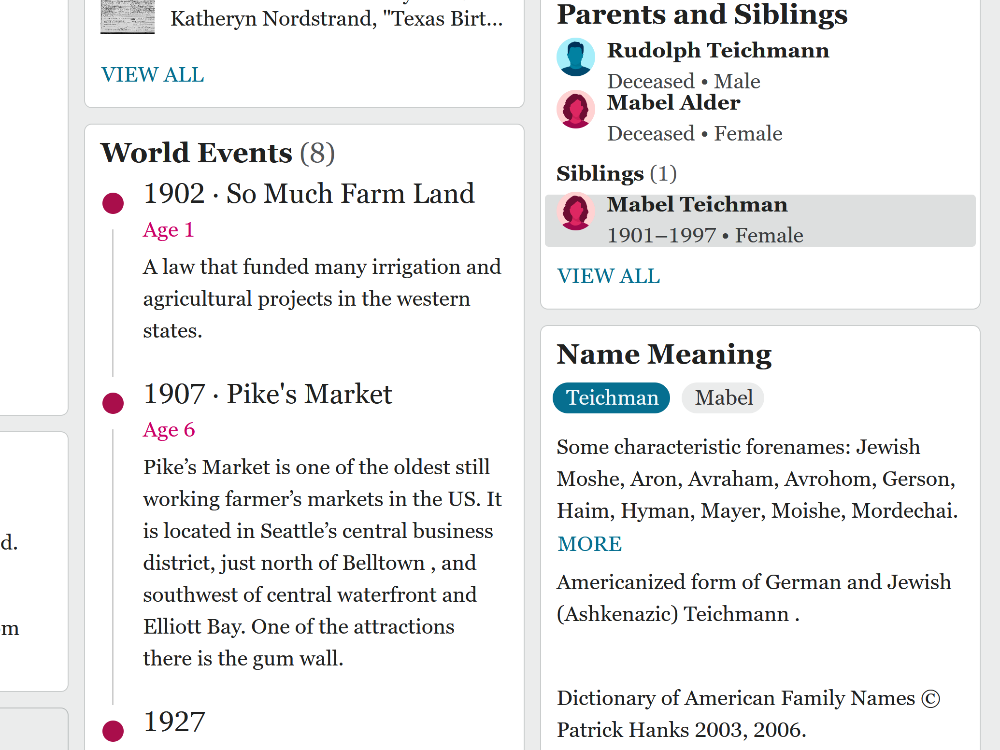 Katheryn Nordstrand, "Texas Birt...
VIEW ALL
World Events (8)
1902 · So Much Farm Land
Age 1
A law that funded many irrigation and
agricultural projects in the western
states.
1907 · Pike's Market
Age 6
Pike’s Market is one of the oldest still
working farmer’s markets in the US. It
is located in Seattle’s central business
district, just north of Belltown , and
southwest of central waterfront and
Elliott Bay. One of the attractions
there is the gum wall.
1927
Parents and Siblings
Rudolph Teichmann
Deceased • Male
Mabel Alder
Deceased • Female
Siblings (1)
Mabel Teichman
1901–1997 • Female
VIEW ALL
Name Meaning
Teichman Mabel
Some characteristic forenames: Jewish
Moshe, Aron, Avraham, Avrohom, Gerson,
Haim, Hyman, Mayer, Moishe, Mordechai.
MORE
Americanized form of German and Jewish
(Ashkenazic) Teichmann .
Dictionary of American Family Names ©
Patrick Hanks 2003, 2006.